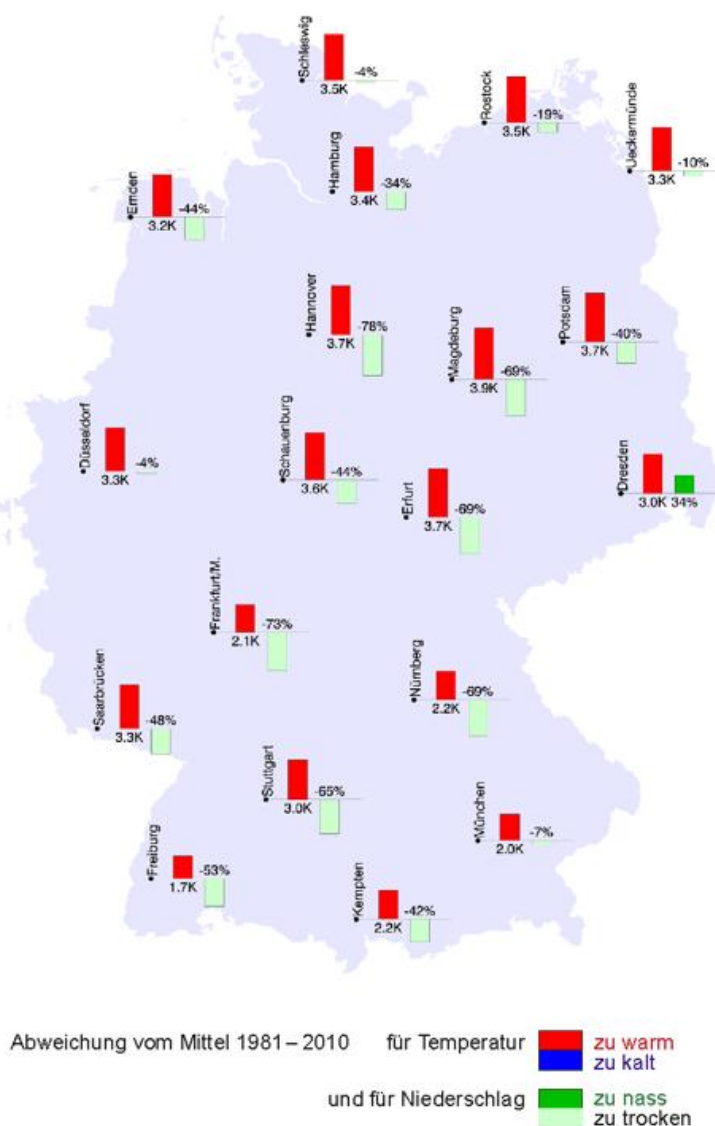 Schleswig
-4%
3.5K
Rostock
-19%
3.5K
Ueckermünde
-10%
3.3K
Hamburg
-34%
3.4K
Emden
-44%
3.2K
Hannover
-78%
3.7K
Magdeburg
-69%
3.9K
Potsdam
-40%
3.7K
Düsseldorf
-4%
3.3K
Schauenburg
-44%
3.6K
Erfurt
-69%
3.7K
Dresden
3.0K 34%
Frankfurt/M.
-73%
2.1K
Nürnberg
-69%
2.2K
Saarbrücken
-48%
3.3K
Stuttgart
-65%
3.0K
München
-7%
2.0K
Freiburg
-53%
1.7K
Kempten
-42%
2.2K
Abweichung vom Mittel 1981 – 2010 für Temperatur zu warm
zu kalt
und für Niederschlag zu nass
zu trocken